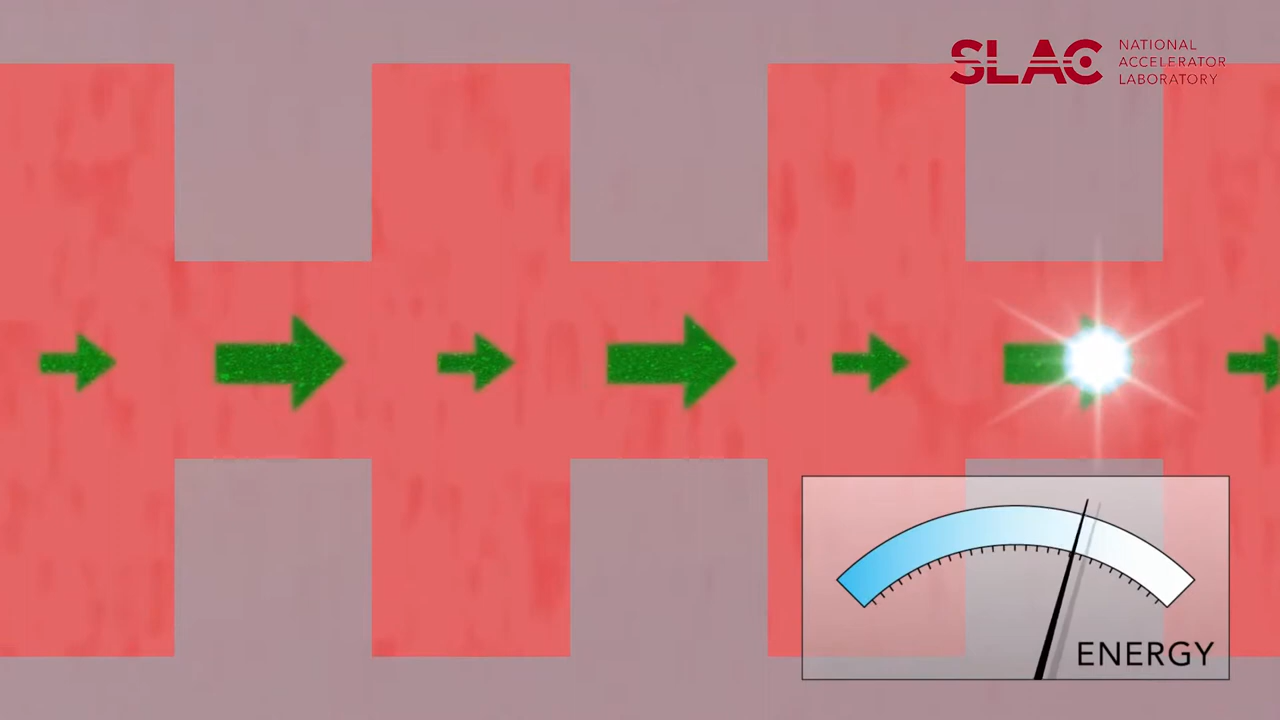 SLAC
NATIONAL
ACCELERATOR
LABORATORY
ENERGY